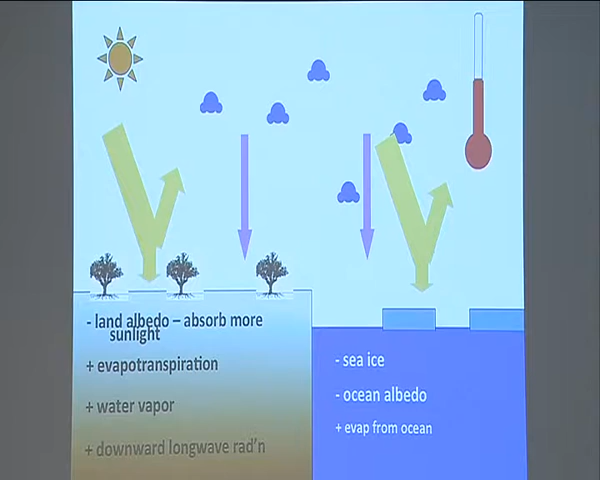 - land albedo – absorb more
sunlight
+ evapotranspiration
+ water vapor
+ downward longwave rad'n
- sea ice
- ocean albedo
+ evap from ocean